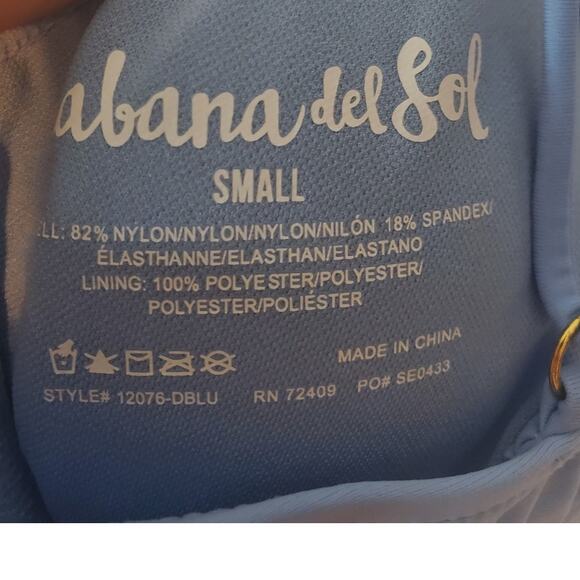 abana del Sol
SMALL
LL: 82% NYLON/NYLON/NYLON/NILÓN 18% SPANDEX/
ÉLASTHANNE/ELASTHAN/ELASTANO
LINING: 100% POLYESTER/POLYESTER/
POLYESTER/POLIÉSTER
MADE IN CHINA
STYLE# 12076-DBLU RN 72409 PO# SE0433